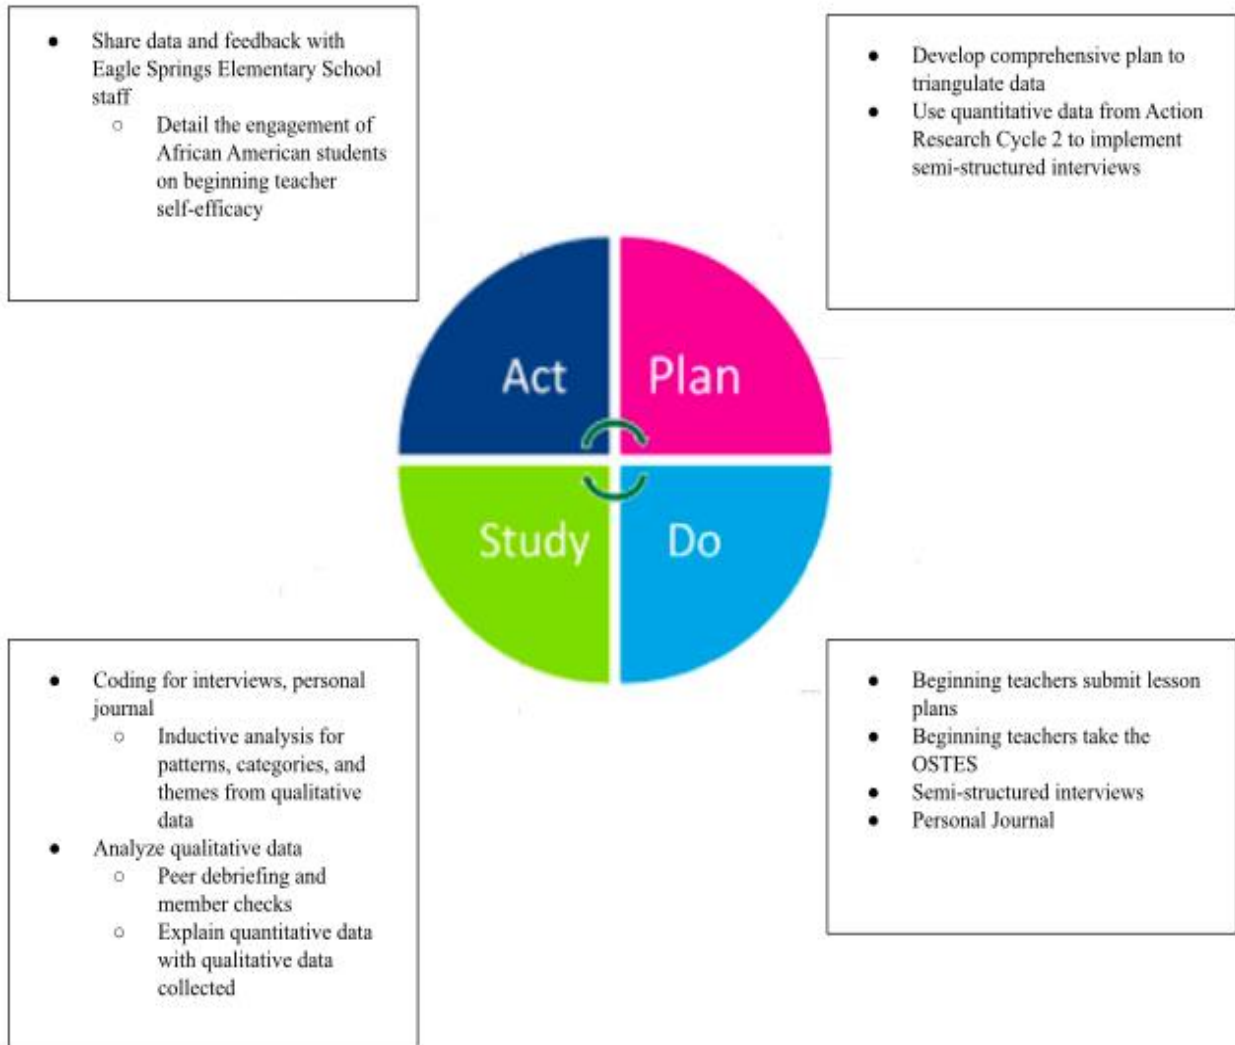 ● Share data and feedback with
Eagle Springs Elementary School
staff
○ Detail the engagement of
African American students
on beginning teacher
self-efficacy
● Develop comprehensive plan to
triangulate data
● Use quantitative data from Action
Research Cycle 2 to implement
semi-structured interviews
Act
Plan
Study
Do
● Coding for interviews, personal
journal
○ Inductive analysis for
patterns, categories, and
themes from qualitative
data
● Analyze qualitative data
○ Peer debriefing and
member checks
○ Explain quantitative data
with qualitative data
collected
● Beginning teachers submit lesson
plans
● Beginning teachers take the
OSTES
● Semi-structured interviews
● Personal Journal